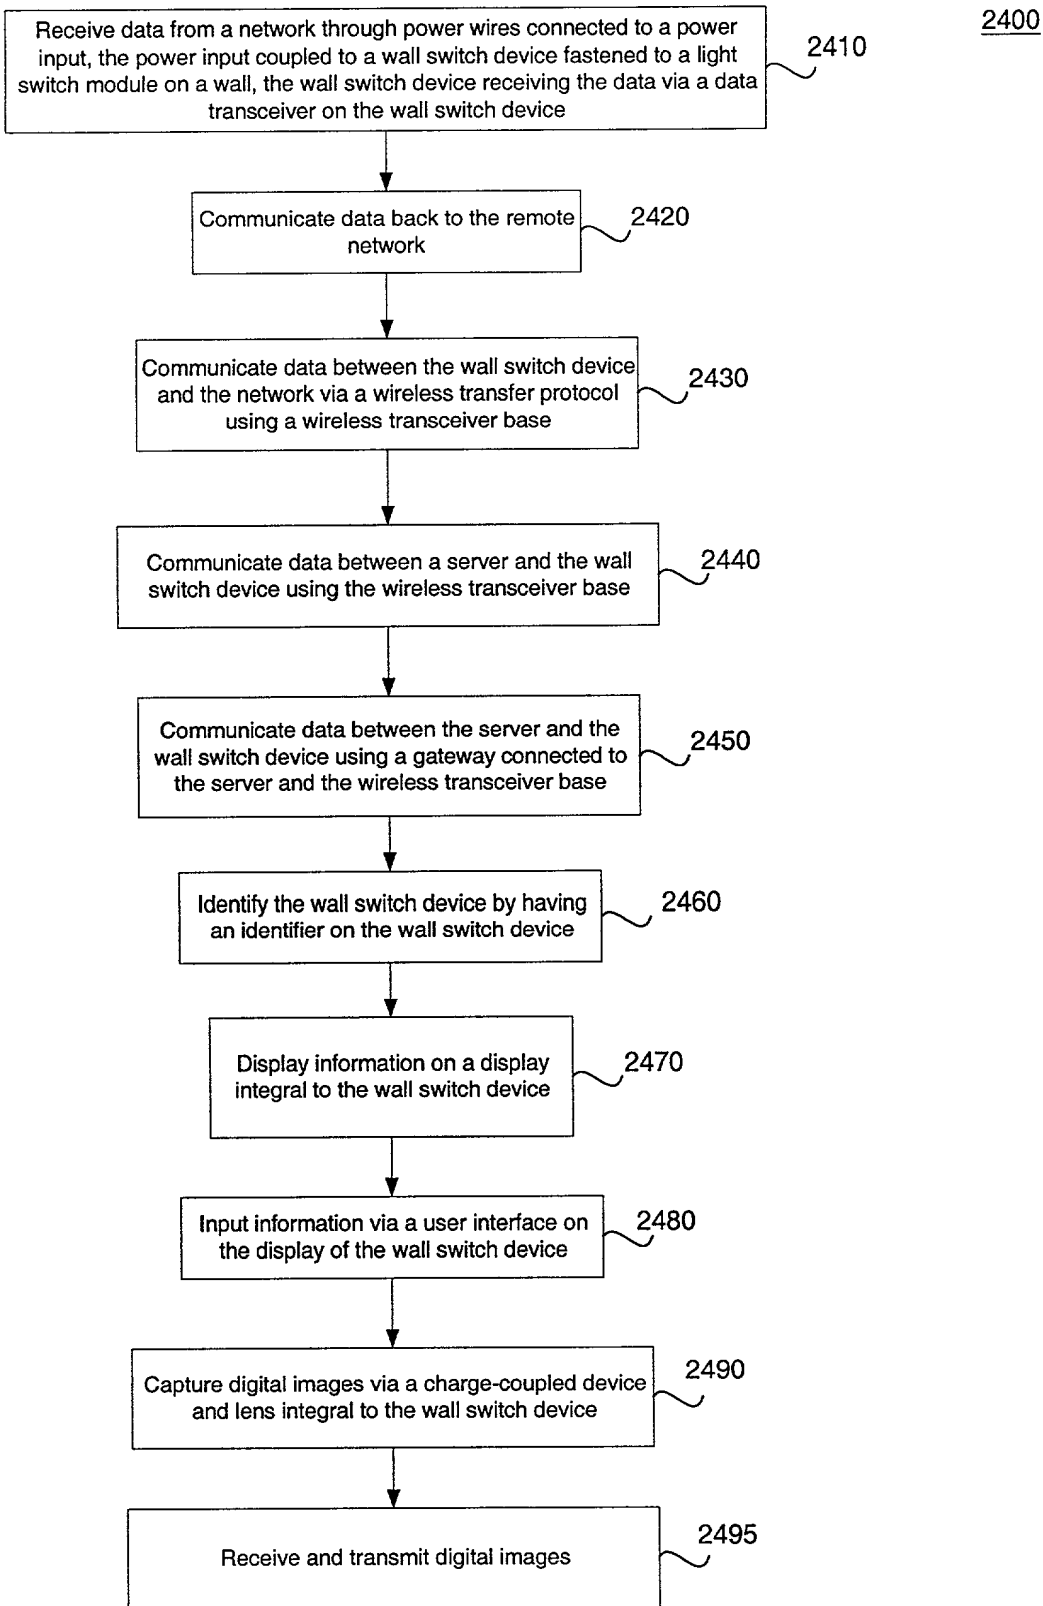 2400
Receive data from a network through power wires connected to a power
input, the power input coupled to a wall switch device fastened to a light
switch module on a wall, the wall switch device receiving the data via a data
transceiver on the wall switch device
2410
Communicate data back to the remote
network
2420
Communicate data between the wall switch device
and the network via a wireless transfer protocol
using a wireless transceiver base
2430
Communicate data between a server and the wall
switch device using the wireless transceiver base
2440
Communicate data between the server and the
wall switch device using a gateway connected to
the server and the wireless transceiver base
2450
Identify the wall switch device by having
an identifier on the wall switch device
2460
Display information on a display
integral to the wall switch device
2470
Input information via a user interface on
the display of the wall switch device
2480
Capture digital images via a charge-coupled device
and lens integral to the wall switch device
2490
Receive and transmit digital images
2495